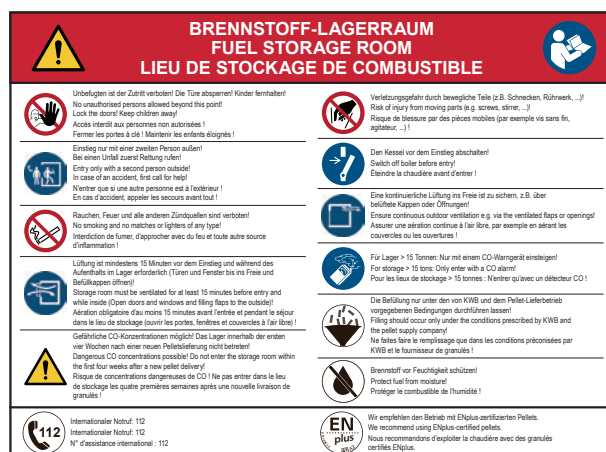 BRENNSTOFF-LAGERRAUM
FUEL STORAGE ROOM
LIEU DE STOCKAGE DE COMBUSTIBLE
Unbefugten ist der Zutritt verboten! Die Türe absperren! Kinder fernhalten!
No unauthorised persons allowed beyond this point!
Lock the doors! Keep children away!
Accès interdit aux personnes non autorisées !
Fermer les portes à clé ! Maintenir les enfants éloignés !
Einstieg nur mit einer zweiten Person außen!
Bei einen Unfall zuerst Rettung rufen!
Entry only with a second person outside!
In case of an accident, first call for help!
N'entrer que si une autre personne est à l'extérieur !
En cas d'accident, appeler les secours avant tout !
Rauchen, Feuer und alle anderen Zündquellen sind verboten!
No smoking and no matches or lighters of any type!
Interdiction de fumer, d'approcher avec du feu et toute autre source
d'inflammation !
Lüftung ist mindestens 15 Minuten vor dem Einstieg und während des
Aufenthalts im Lager erforderlich (Türen und Fenster bis ins Freie und
Befüllkappen öffnen)!
Storage room must be ventilated for at least 15 minutes before entry and
while inside (Open doors and windows and filling flaps to the outside)!
Aération obligatoire d'au moins 15 minutes avant l'entrée et pendant le séjour
dans le lieu de stockage (ouvrir les portes, fenêtres et couvercles à l'air libre) !
Gefährliche CO-Konzentrationen möglich! Das Lager innerhalb der ersten
vier Wochen nach einer neuen Pelletslieferung nicht betreten!
Dangerous CO concentrations possible! Do not enter the storage room within
the first four weeks after a new pellet delivery!
Risque de concentrations dangereuses de CO ! Ne pas entrer dans le lieu
de stockage les quatre premières semaines après une nouvelle livraison de
granulés !
112
Internationaler Notruf: 112
Internationaler Notruf: 112
N° d'assistance international : 112
Verletzungsgefahr durch bewegliche Teile (z.B. Schnecken, Rührwerk, ...)!
Risk of injury from moving parts (e.g, screws, stirrer, ...)!
Risque de blessure par des pièces mobiles (par exemple vis sans fin,
agitateur, ...) !
Den Kessel vor dem Einstieg abschalten!
Switch off boiler before entry!
Éteindre la chaudière avant d'entrer !
Eine kontinuierliche Lüftung ins Freie ist zu sichern, z.B. über
belüftete Kappen oder Öffnungen!
Ensure continuous outdoor ventilation e.g. via the ventilated flaps or openings!
Assurer une aération continue à l'air libre, par exemple en aérant les
couvercles ou les ouvertures !
Für Lager > 15 Tonnen: Nur mit einem CO-Warngerät einsteigen!
For storage > 15 tons: Only enter with a CO alarm!
Pour les lieux de stockage > 15 tonnes : N'entrer qu'avec un détecteur CO !
Die Befüllung nur unter den von KWB und dem Pellet-Lieferbetrieb
vorgegebenen Bedingungen durchführen lassen!
Filling should occur only under the conditions prescribed by KWB and
the pellet supply company!
Ne faites faire le remplissage que dans les conditions préconisées par
KWB et le fournisseur de granulés !
Brennstoff vor Feuchtigkeit schützen!
Protect fuel from moisture!
Protéger le combustible de l'humidité !
EN
plus
Wir empfehlen den Betrieb mit ENplus-zertifizierten Pellets.
We recommend using ENplus-certified pellets.
Nous recommandons d'exploiter la chaudière avec des granulés
certifiés ENplus.